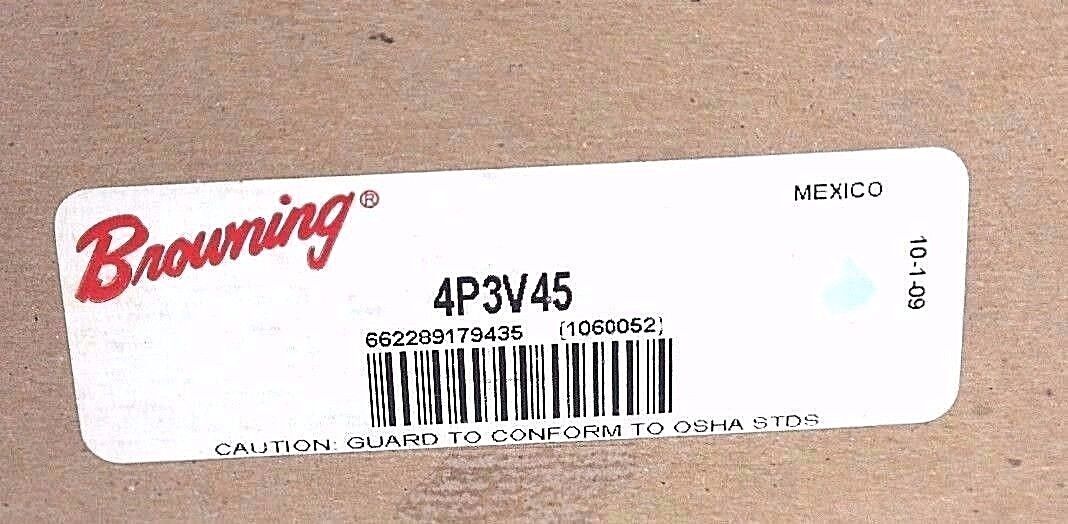 Browning®
MEXICO
10-1-09
4P3V45
662289179435 (1060052)
CAUTION: GUARD TO CONFORM TO OSHA STDS